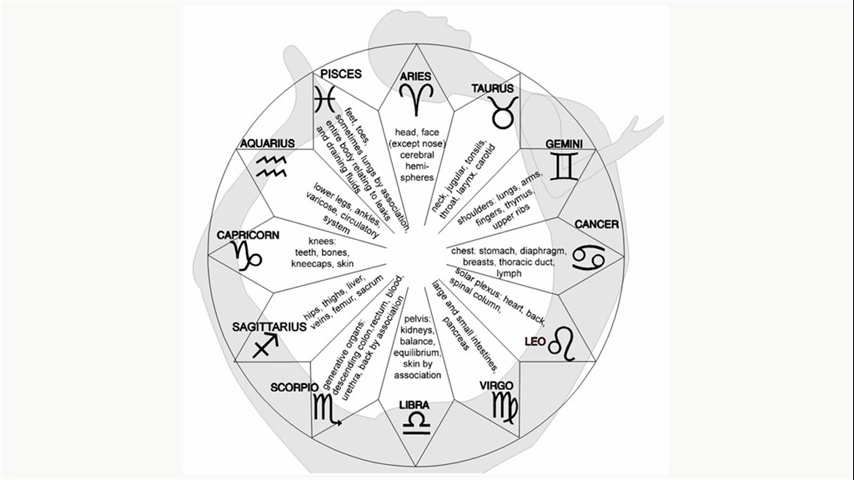 PISCES
feet, toes,
sometimes lungs by association,
entire body relating to leaks
and draining fluids
ARIES
head, face
(except nose)
cerebral
hemi-
spheres
TAURUS
neck, jugular, tonsils,
throat, larynx, carotid
GEMINI
shoulders: lungs, arms,
fingers, thymus,
upper ribs
CANCER
chest: stomach, diaphragm,
breasts, thoracic duct,
lymph
LEO
solar plexus: heart, back,
spinal column,
VIRGO
large and small intestines,
pancreas
LIBRA
pelvis:
kidneys,
balance,
equilibrium,
skin by
association
SCORPIO
generative organs:
descending colon,rectum, blood,
urethra, back by association
SAGITTARIUS
hips, thighs, liver,
veins, femur, sacrum
CAPRICORN
knees:
teeth, bones,
kneecaps, skin
AQUARIUS
lower legs, ankles,
varicose, circulatory
system